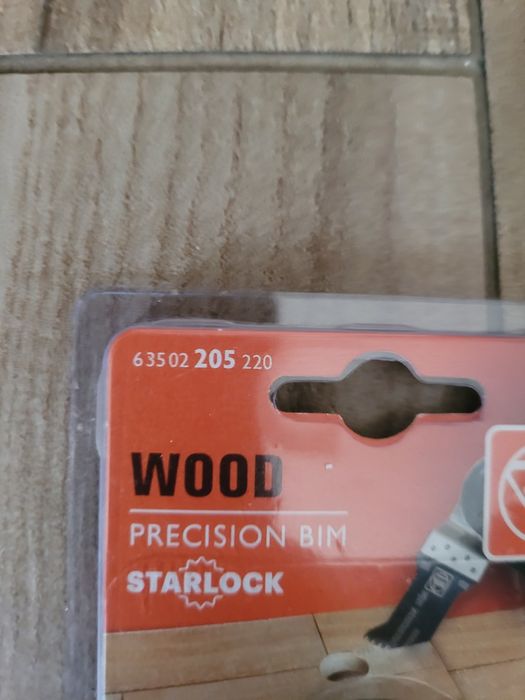 63502 205 220
WOOD
PRECISION BIM
STARLOCK